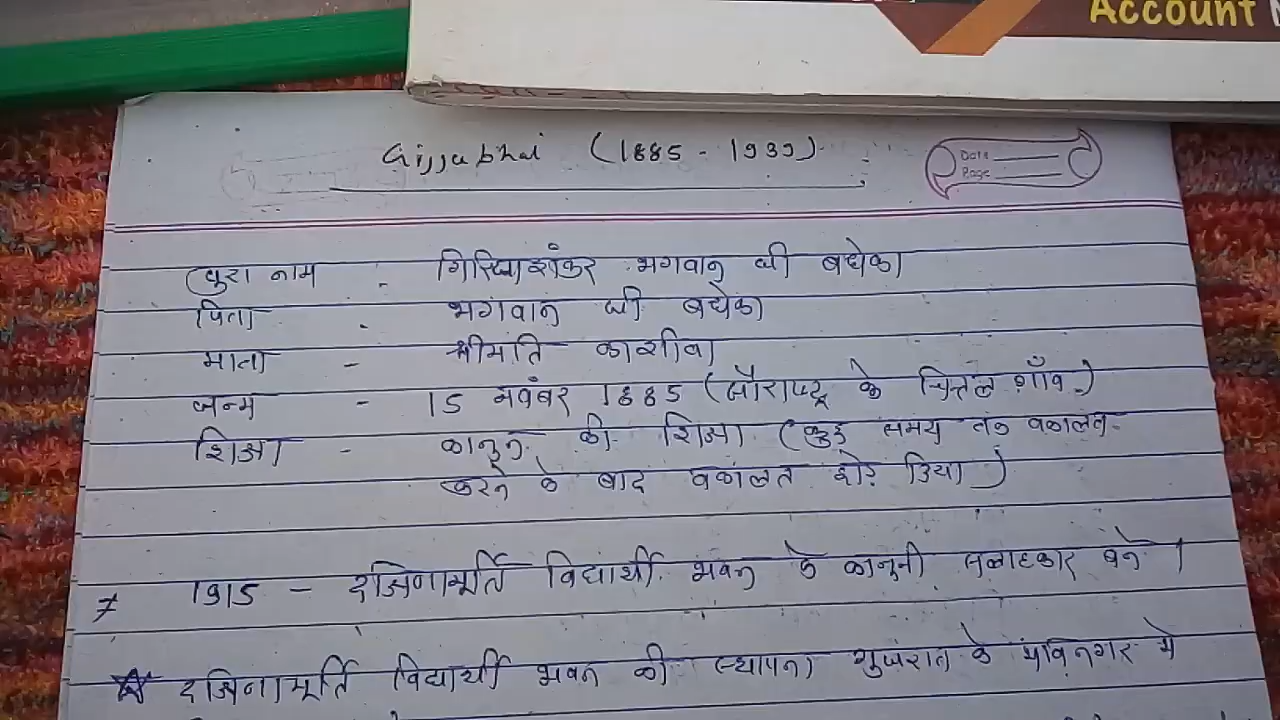 Account
Gijjubhai (1885 - 1939)
Date
Page
पुरा नाम - गिरिजाशंकर भगवान जी बधेका
पिता - भगवान जी बधेका
माता - श्रीमति काशीबा
जन्म - 15 नवंबर 1885 (सौराष्ट्र के चित्तल गाँव)
शिक्षा - कानुन की शिक्षा (कुछ समय तक वकालत
करने के बाद वकालत छोड़ दिया)
1915 - दक्षिणामूर्ति विद्यार्थी भवन के कानुनी सलाहकार बने।
दक्षिनामूर्ति विद्यार्थी भवन की स्थापना गुजरात के भावनगर मे